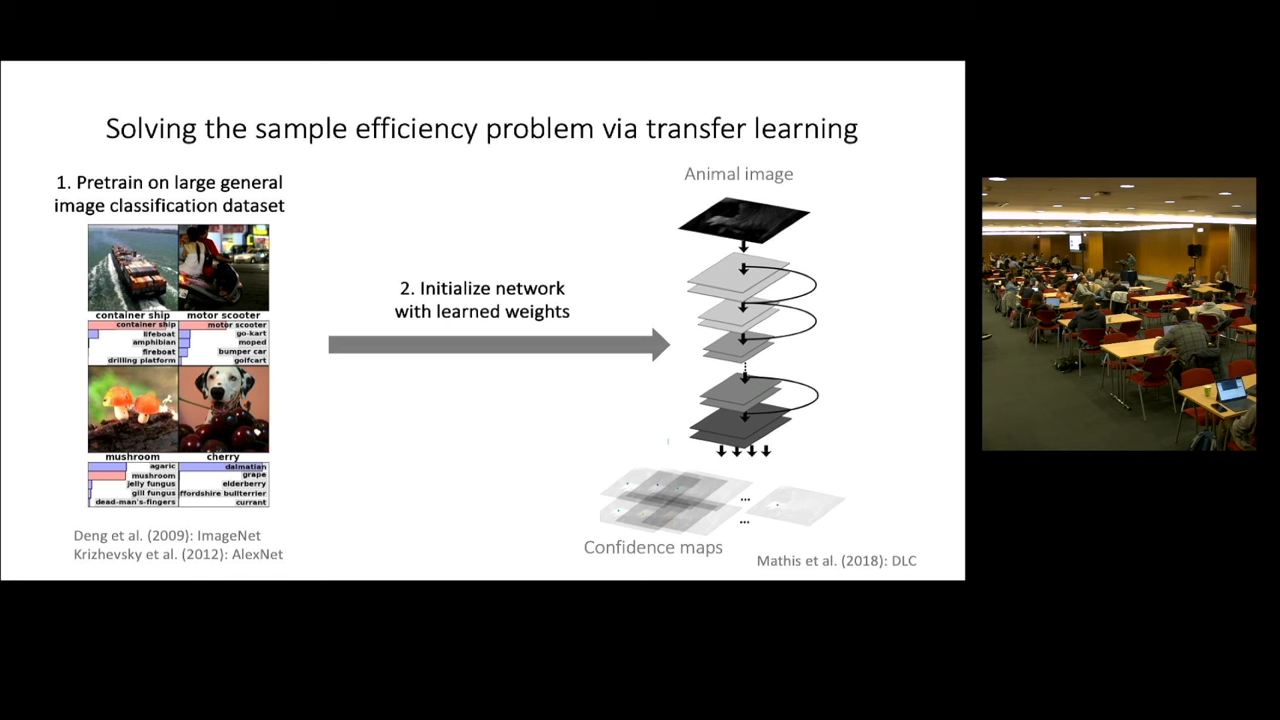 Solving the sample efficiency problem via transfer learning
1. Pretrain on large general
image classification dataset
container ship motor scooter
container ship motor scooter
lifeboat go-kart
amphibian moped
fireboat bumper car
drilling platform golfcart
mushroom cherry
agaric dalmatian
mushroom grape
jelly fungus elderberry
gill fungus ffordshire bullterrier
dead-man's-fingers currant
Deng et al. (2009): ImageNet
Krizhevsky et al. (2012): AlexNet
2. Initialize network
with learned weights
Animal image
...
...
Confidence maps
Mathis et al. (2018): DLC